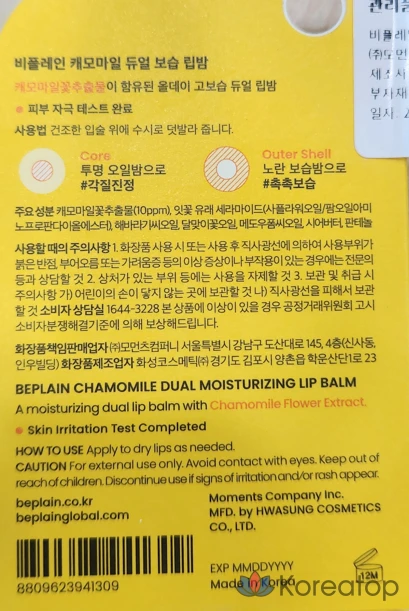 관리를
비플레
(주)모먼
제조사
부자재
일자 :
비플레인 캐모마일 듀얼 보습 립밤
캐모마일꽃추출물이 함유된 올데이 고보습 듀얼 립밤
피부 자극 테스트 완료
사용법 건조한 입술 위에 수시로 덧발라 줍니다.
Core
투명 오일밤으로
#각질진정
Outer Shell
노란 보습밤으로
#촉촉보습
주요 성분 캐모마일꽃추출물(10ppm), 잇꽃 유래 세라마이드(사플라워오일/팜오일아미
노프로판다이올에스터), 해바라기씨오일, 달맞이꽃오일, 메도우폼씨오일, 시어버터, 판테놀
사용할 때의 주의사항 1. 화장품 사용 시 또는 사용 후 직사광선에 의하여 사용부위가
붉은 반점, 부어오름 또는 가려움증 등의 이상 증상이나 부작용이 있는 경우에는 전문의
등과 상담할 것 2. 상처가 있는 부위 등에는 사용을 자제할 것 3. 보관 및 취급 시
주의사항 가) 어린이의 손이 닿지 않는 곳에 보관할 것 나) 직사광선을 피해서 보관
할 것 소비자 상담실 1644-3228 본 상품에 이상이 있을 경우 공정거래위원회 고시
소비자분쟁해결기준에 의해 보상해드립니다.
화장품책임판매업자 ㈜모먼츠컴퍼니 서울특별시 강남구 도산대로 145, 4층(신사동,
인우빌딩) 화장품제조업자 화성코스메틱㈜ 경기도 김포시 양촌읍 학운산단1로 23
BEPLAIN CHAMOMILE DUAL MOISTURIZING LIP BALM
A moisturizing dual lip balm with Chamomile Flower Extract.
Skin Irritation Test Completed
HOW TO USE Apply to dry lips as needed.
CAUTION For external use only. Avoid contact with eyes. Keep out of
reach of children. Discontinue use if signs of irritation and/or rash appear.
beplain.co.kr
beplainglobal.com
Moments Company Inc.
MFD. by HWASUNG COSMETICS
CO., LTD.
EXP MMDDYYYY
Made in Korea
12M
8809623941309
Koreatop